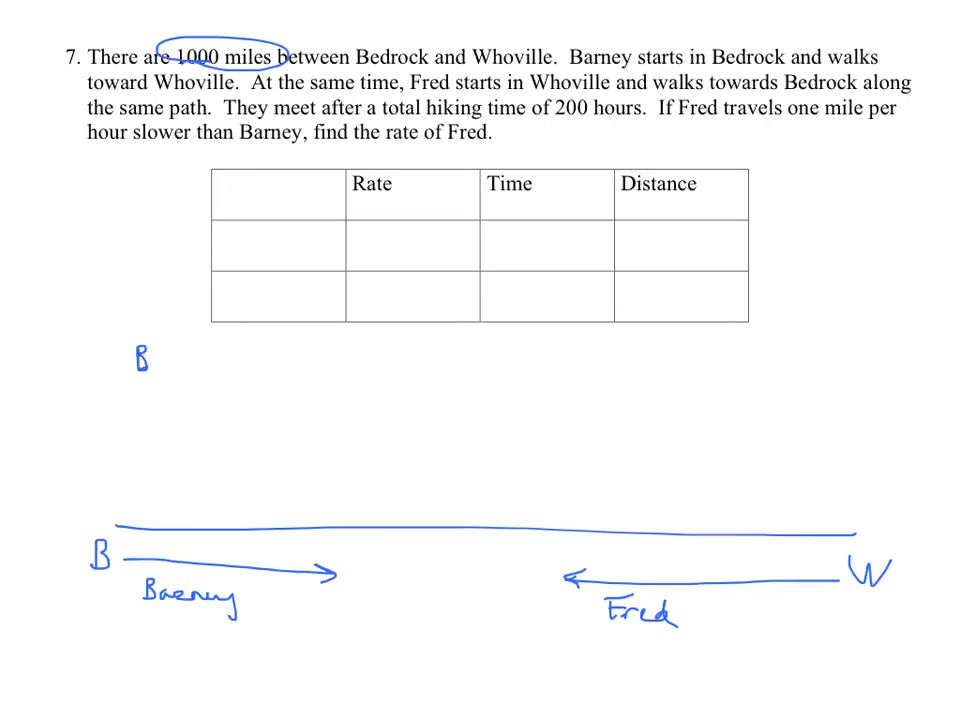 7. There are 1000 miles between Bedrock and Whoville. Barney starts in Bedrock and walks
toward Whoville. At the same time, Fred starts in Whoville and walks towards Bedrock along
the same path. They meet after a total hiking time of 200 hours. If Fred travels one mile per
hour slower than Barney, find the rate of Fred.
Rate Time Distance
B
B W
Barney Fred